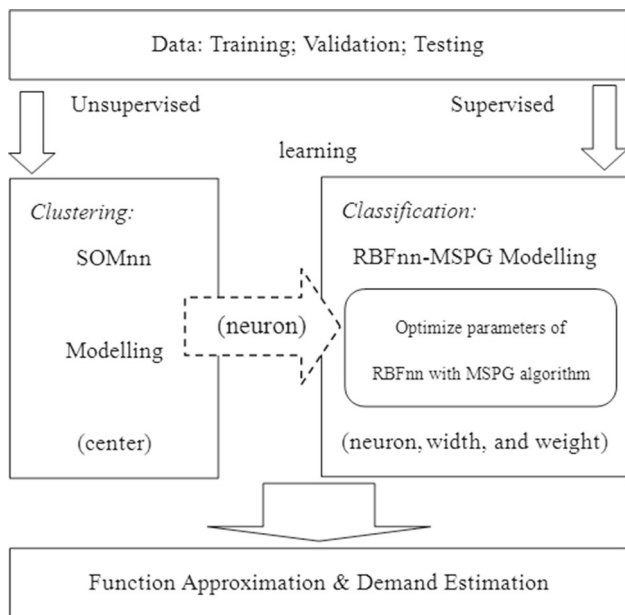 Data: Training; Validation; Testing
Unsupervised
Supervised
learning
Clustering:
SOMnn
Modelling
(center)
(neuron)
Classification:
RBFnn-MSPG Modelling
Optimize parameters of
RBFnn with MSPG algorithm
(neuron, width, and weight)
Function Approximation & Demand Estimation